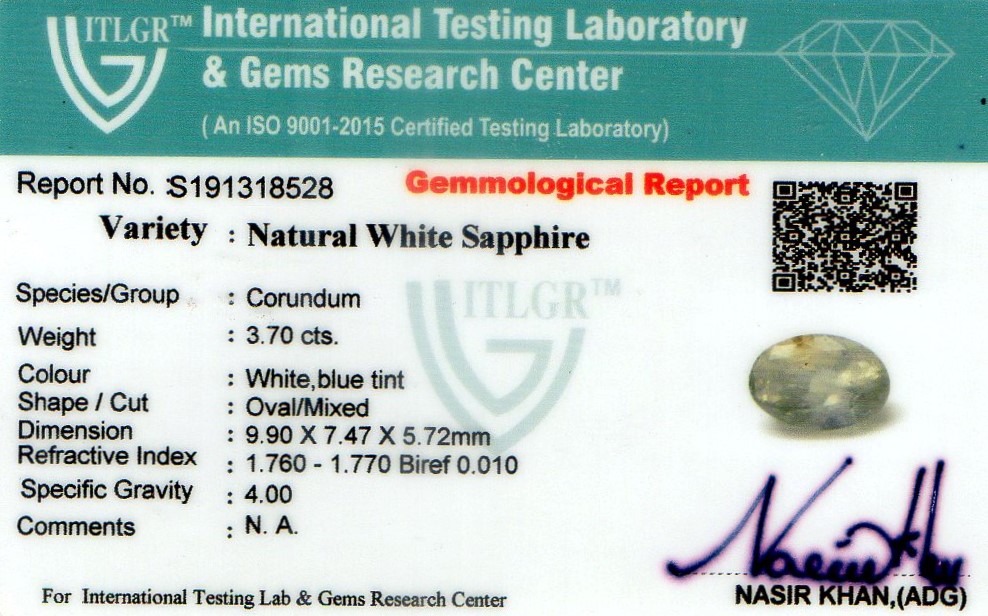 ITLGR™ International Testing Laboratory
& Gems Research Center
( An ISO 9001-2015 Certified Testing Laboratory)
Report No. :S191318528 Gemmological Report
Variety : Natural White Sapphire
ITLGR™
Species/Group : Corundum
Weight : 3.70 cts.
Colour : White,blue tint
Shape / Cut : Oval/Mixed
Dimension : 9.90 X 7.47 X 5.72mm
Refractive Index : 1.760 - 1.770 Biref 0.010
Specific Gravity : 4.00
Comments : N. A.
For International Testing Lab & Gems Research Center
NASIR KHAN,(ADG)